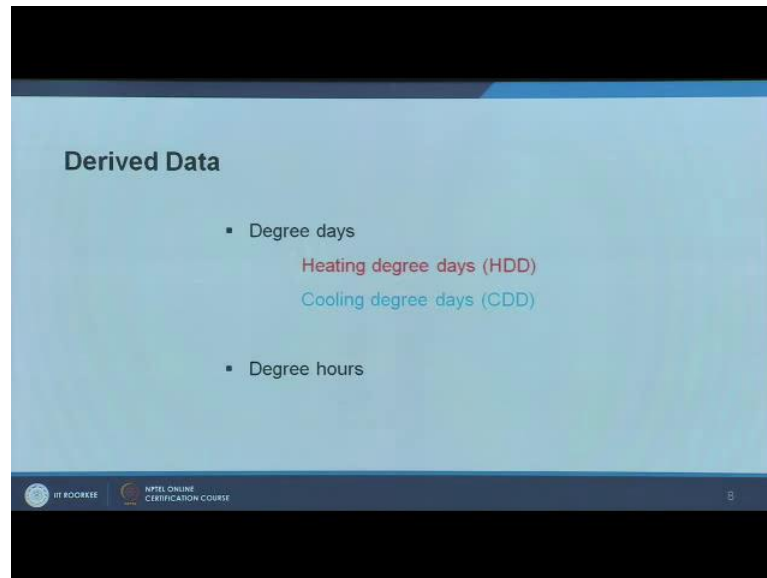 Derived Data
▪ Degree days
Heating degree days (HDD)
Cooling degree days (CDD)
▪ Degree hours
IIT ROORKEE
NPTEL ONLINE
CERTIFICATION COURSE
8